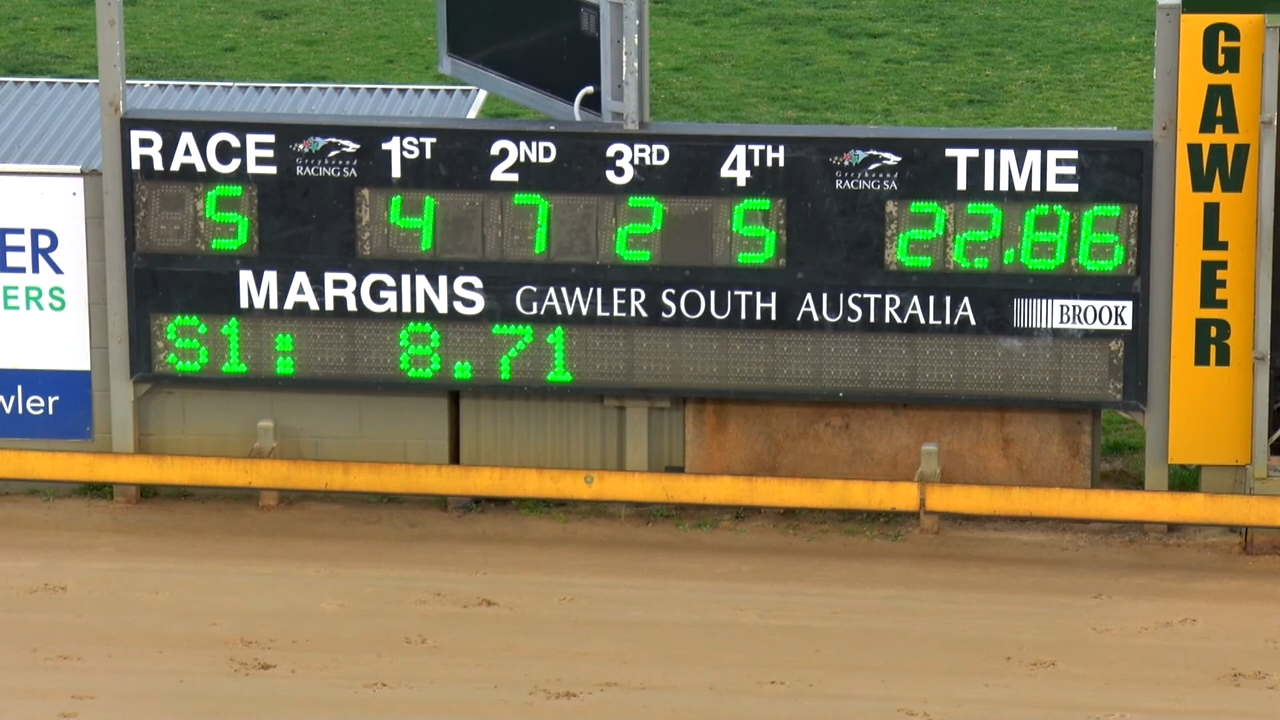 RACE 1ST 2ND 3RD 4TH TIME
Greyhound RACING SA
Greyhound RACING SA
5 4 7 2 5 22.86
MARGINS GAWLER SOUTH AUSTRALIA BROOK
S1: 8.71
GAWLER
ER
ERS
wler